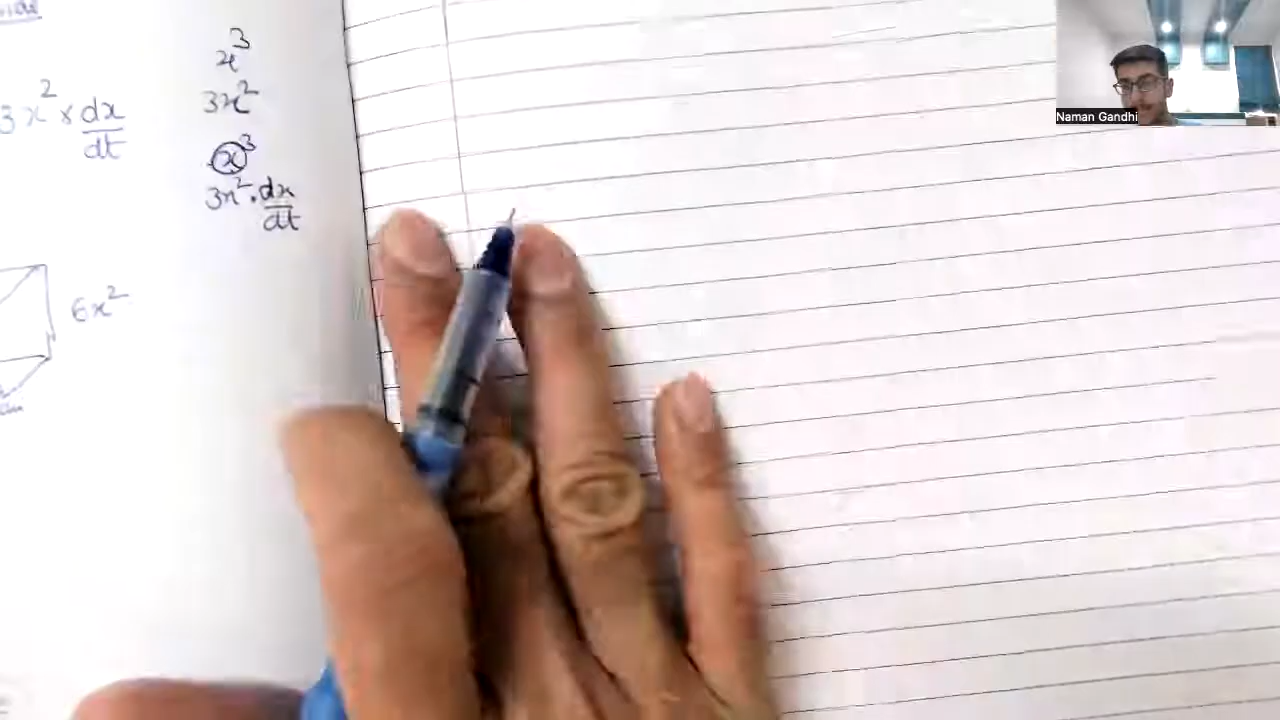 3x² × dx/dt
x³
3x²
x³
3x² · dx/dt
6x²
Naman Gandhi